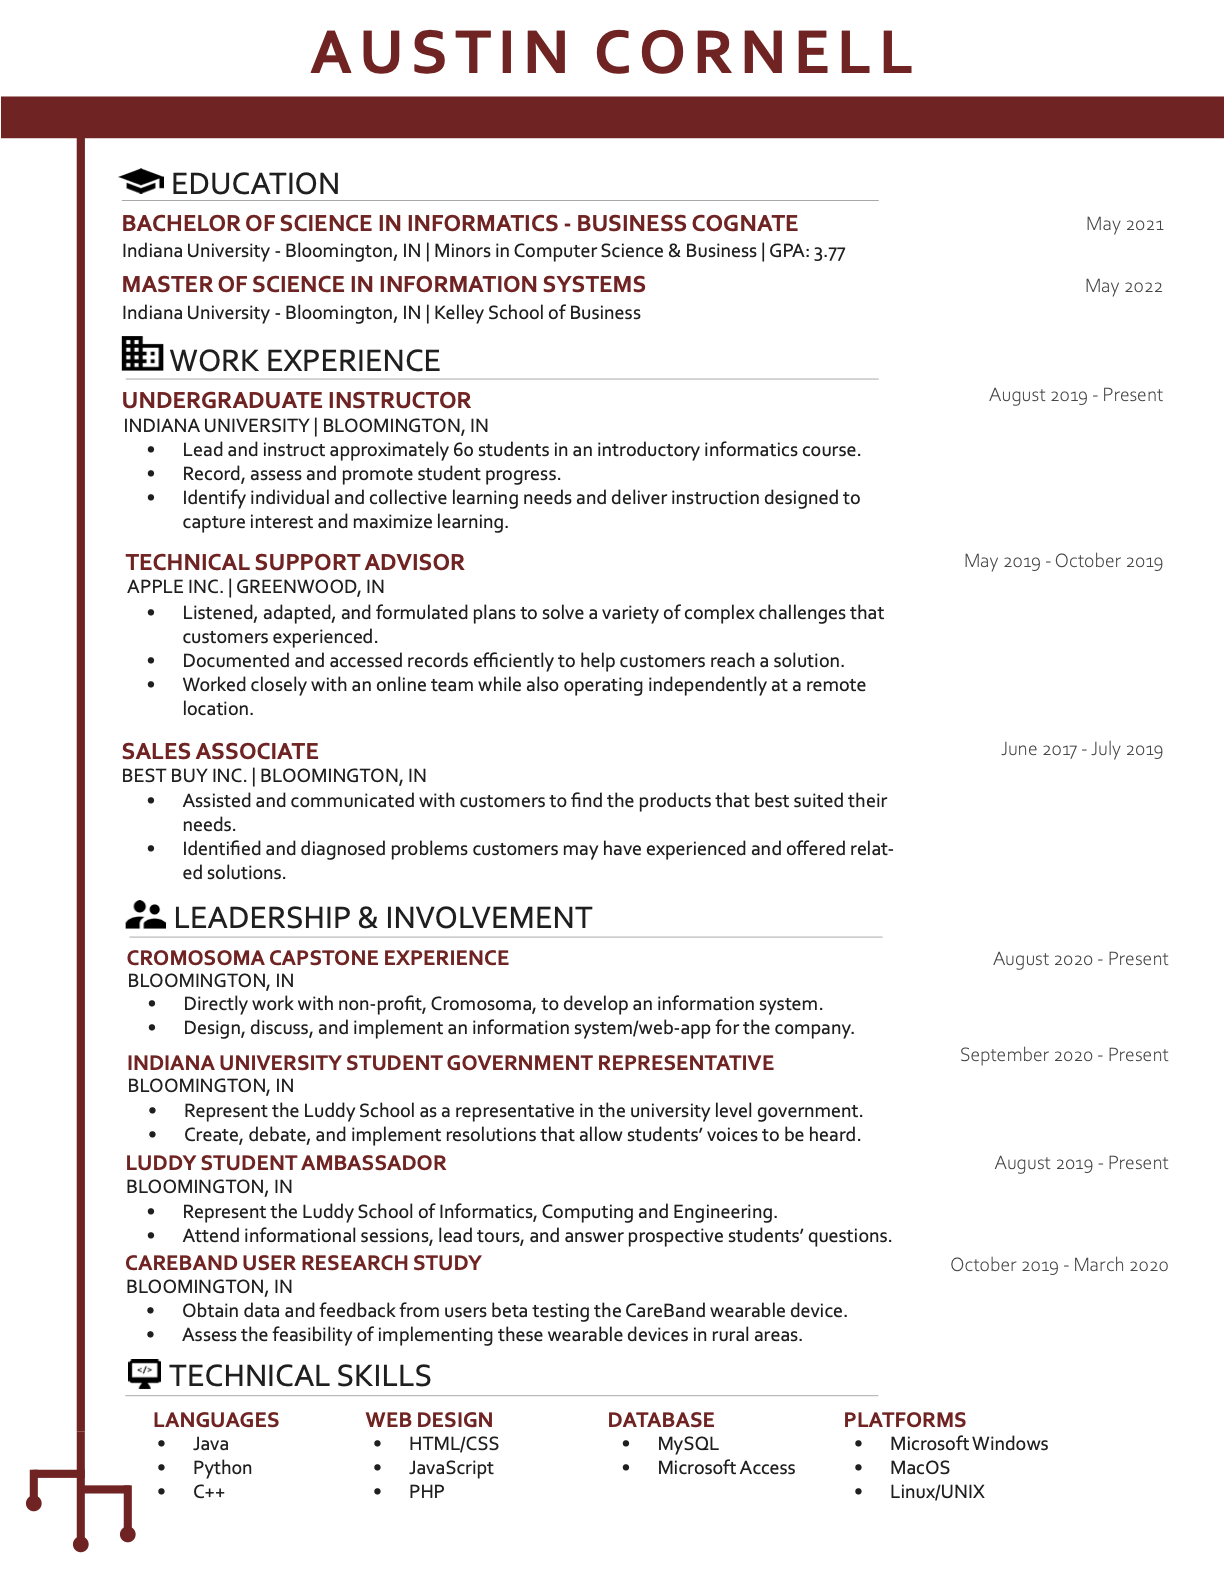 AUSTIN CORNELL
EDUCATION
BACHELOR OF SCIENCE IN INFORMATICS - BUSINESS COGNATE
May 2021
Indiana University - Bloomington, IN | Minors in Computer Science & Business | GPA: 3.77
MASTER OF SCIENCE IN INFORMATION SYSTEMS
May 2022
Indiana University - Bloomington, IN | Kelley School of Business
WORK EXPERIENCE
UNDERGRADUATE INSTRUCTOR
August 2019 - Present
INDIANA UNIVERSITY | BLOOMINGTON, IN
• Lead and instruct approximately 60 students in an introductory informatics course.
• Record, assess and promote student progress.
• Identify individual and collective learning needs and deliver instruction designed to
capture interest and maximize learning.
TECHNICAL SUPPORT ADVISOR
May 2019 - October 2019
APPLE INC. | GREENWOOD, IN
• Listened, adapted, and formulated plans to solve a variety of complex challenges that
customers experienced.
• Documented and accessed records efficiently to help customers reach a solution.
• Worked closely with an online team while also operating independently at a remote
location.
SALES ASSOCIATE
June 2017 - July 2019
BEST BUY INC. | BLOOMINGTON, IN
• Assisted and communicated with customers to find the products that best suited their
needs.
• Identified and diagnosed problems customers may have experienced and offered relat-
ed solutions.
LEADERSHIP & INVOLVEMENT
CROMOSOMA CAPSTONE EXPERIENCE
August 2020 - Present
BLOOMINGTON, IN
• Directly work with non-profit, Cromosoma, to develop an information system.
• Design, discuss, and implement an information system/web-app for the company.
INDIANA UNIVERSITY STUDENT GOVERNMENT REPRESENTATIVE
September 2020 - Present
BLOOMINGTON, IN
• Represent the Luddy School as a representative in the university level government.
• Create, debate, and implement resolutions that allow students’ voices to be heard.
LUDDY STUDENT AMBASSADOR
August 2019 - Present
BLOOMINGTON, IN
• Represent the Luddy School of Informatics, Computing and Engineering.
• Attend informational sessions, lead tours, and answer prospective students’ questions.
CAREBAND USER RESEARCH STUDY
October 2019 - March 2020
BLOOMINGTON, IN
• Obtain data and feedback from users beta testing the CareBand wearable device.
• Assess the feasibility of implementing these wearable devices in rural areas.
TECHNICAL SKILLS
LANGUAGES
• Java
• Python
• C++
WEB DESIGN
• HTML/CSS
• JavaScript
• PHP
DATABASE
• MySQL
• Microsoft Access
PLATFORMS
• Microsoft Windows
• MacOS
• Linux/UNIX